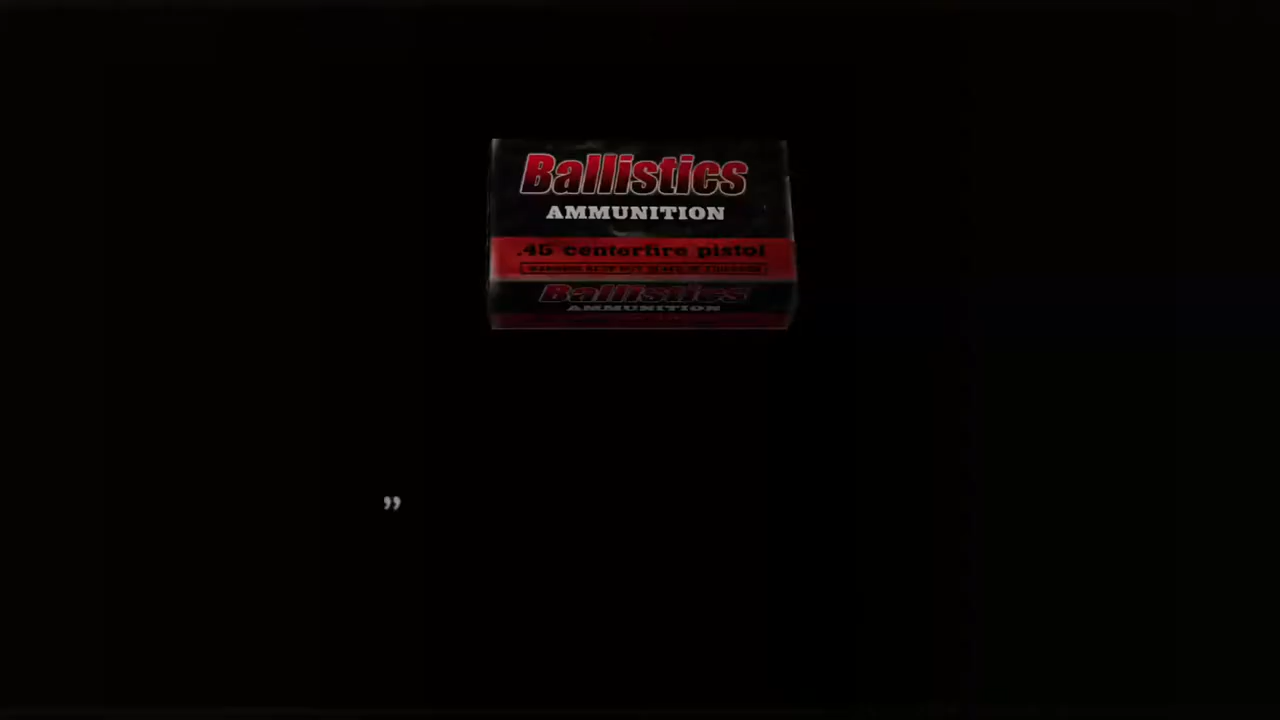 Ballistics
AMMUNITION
.45 centerfire pistol
Ballistics
AMMUNITION
”